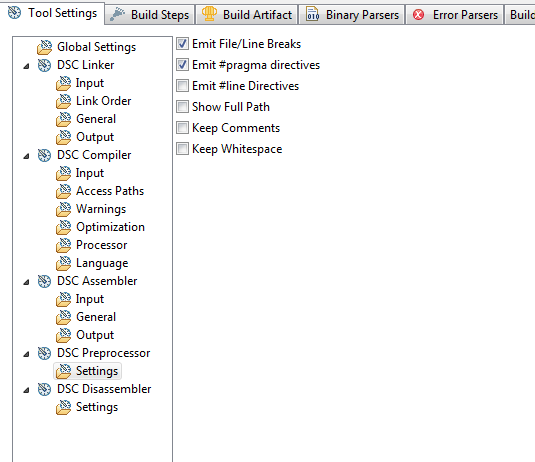 Tool Settings
Build Steps
Build Artifact
Binary Parsers
Error Parsers
Build
Global Settings
DSC Linker
Input
Link Order
General
Output
DSC Compiler
Input
Access Paths
Warnings
Optimization
Processor
Language
DSC Assembler
Input
General
Output
DSC Preprocessor
Settings
DSC Disassembler
Settings
Emit File/Line Breaks
Emit #pragma directives
Emit #line Directives
Show Full Path
Keep Comments
Keep Whitespace